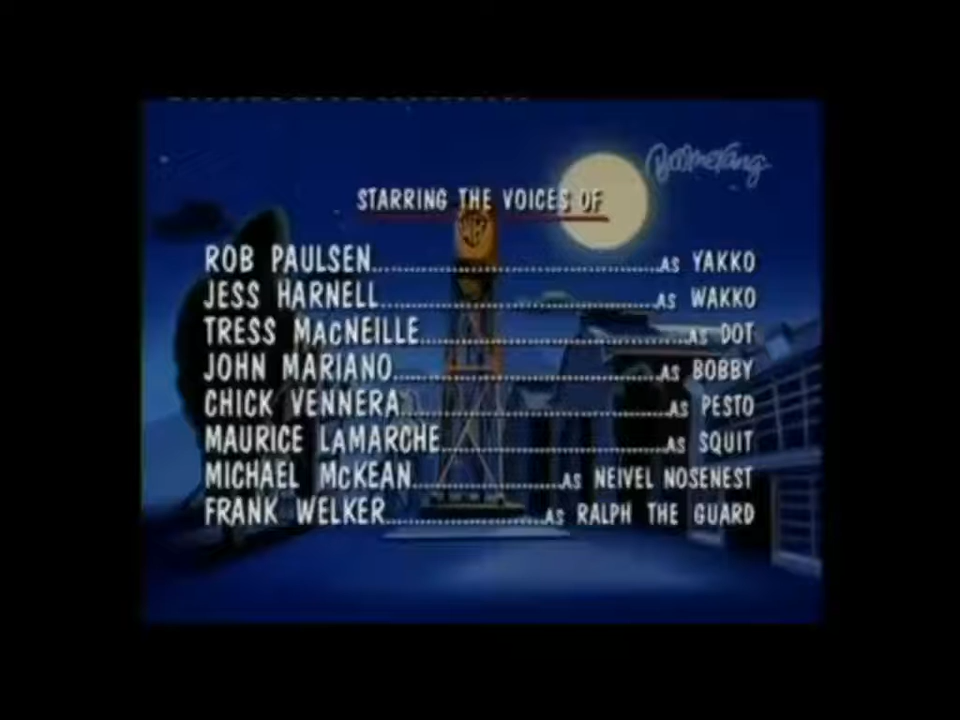 Boomerang
STARRING THE VOICES OF
WB
ROB PAULSEN........................................AS YAKKO
JESS HARNELL.......................................AS WAKKO
TRESS MACNEILLE.....................................AS DOT
JOHN MARIANO.....................................AS BOBBY
CHICK VENNERA.....................................AS PESTO
MAURICE LAMARCHE...............................AS SQUIT
MICHAEL MCKEAN....................AS NEIVEL NOSENEST
FRANK WELKER.....................AS RALPH THE GUARD